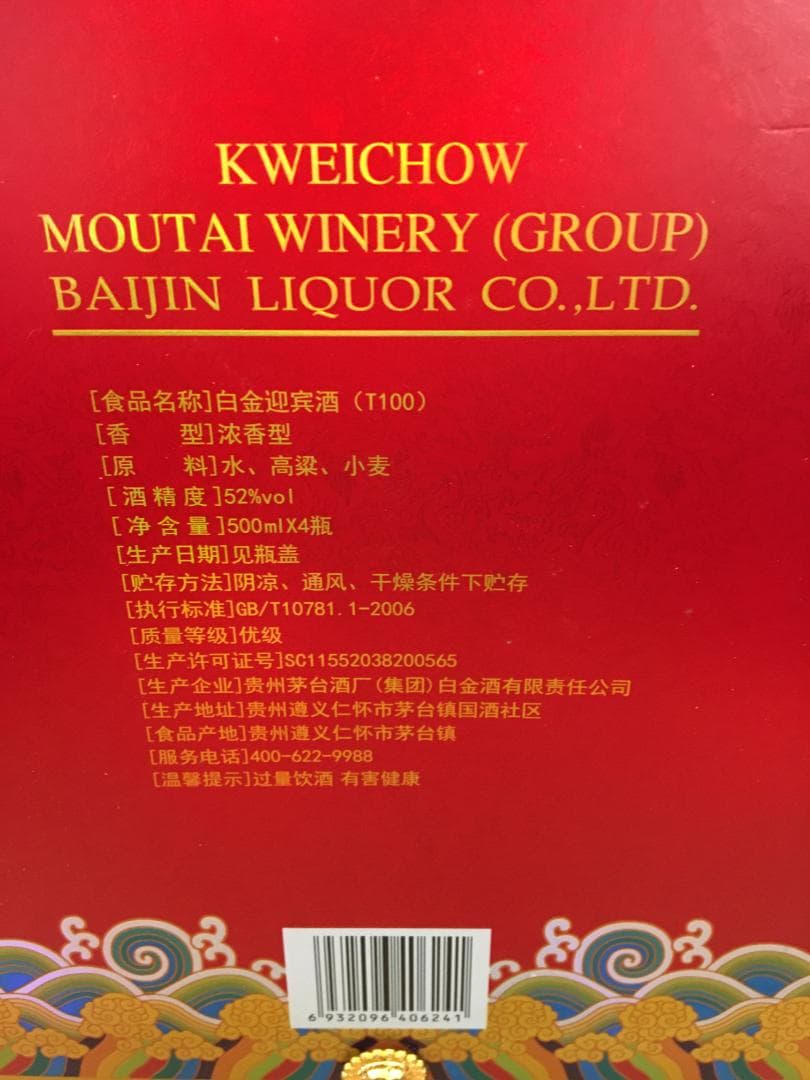 KWEICHOW
MOUTAI WINERY (GROUP)
BAIJIN LIQUOR CO.,LTD.
[食品名称]白金迎宾酒（T100）
[香 型]浓香型
[原 料]水、高粱、小麦
[酒精度]52%vol
[净含量]500mlX4瓶
[生产日期]见瓶盖
[贮存方法]阴凉、通风、干燥条件下贮存
[执行标准]GB/T10781.1-2006
[质量等级]优级
[生产许可证号]SC11552038200565
[生产企业]贵州茅台酒厂(集团)白金酒有限责任公司
[生产地址]贵州遵义仁怀市茅台镇国酒社区
[食品产地]贵州遵义仁怀市茅台镇
[服务电话]400-622-9988
[温馨提示]过量饮酒 有害健康
6 932096 406241